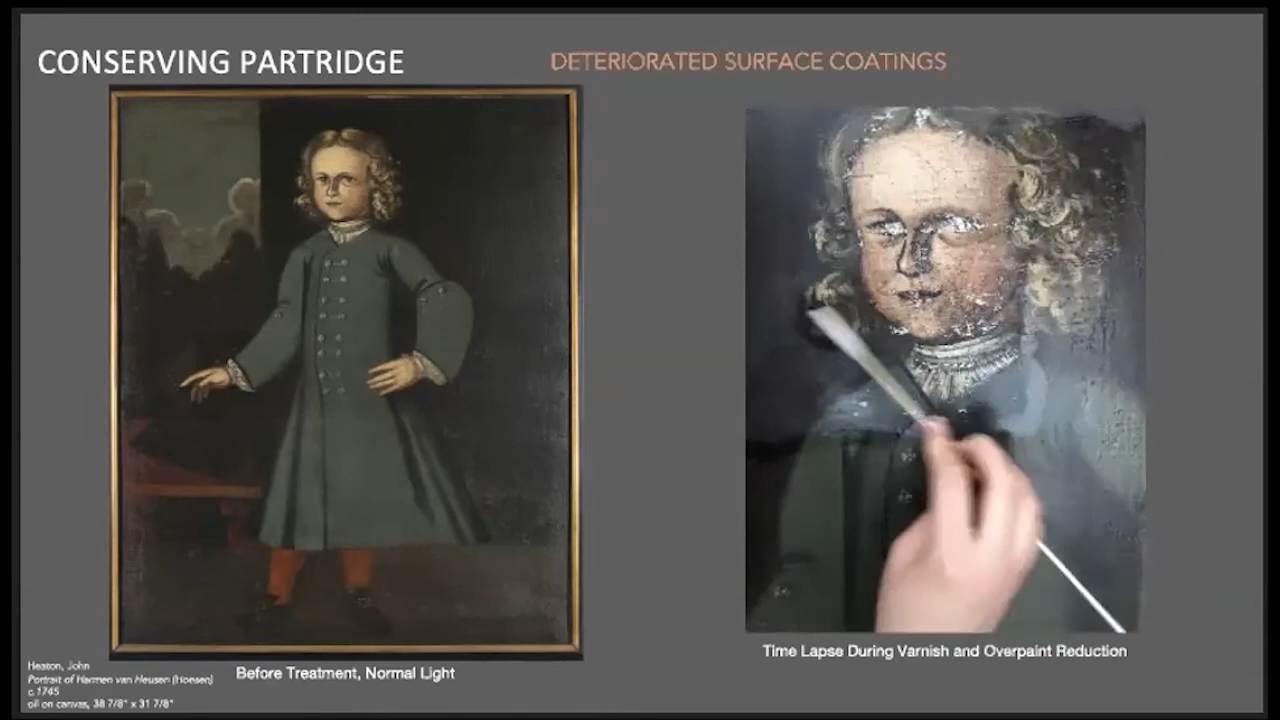 CONSERVING PARTRIDGE
DETERIORATED SURFACE COATINGS
Time Lapse During Varnish and Overpaint Reduction
Before Treatment, Normal Light
Heaton, John
Portrait of Harmen van Heusen (Hoesen)
c.1745
oil on canvas, 38 7/8" x 31 7/8"